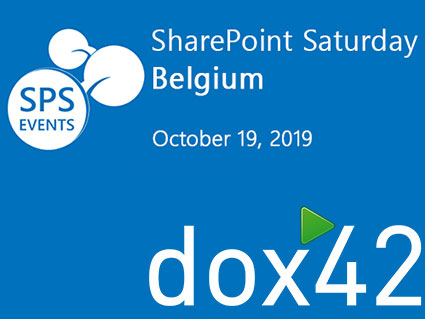 SharePoint Saturday
Belgium
SPS
EVENTS
October 19, 2019
dox42